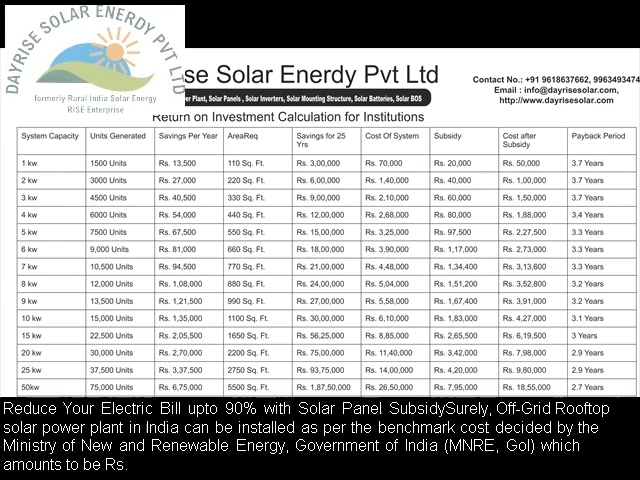 DAYRISE SOLAR ENERDY PVT LTD
formerly Rural India Solar Energy
RISE Enterprise
se Solar Enerdy Pvt Ltd
er Plant, Solar Panels , Solar Inverters, Solar Mounting Structure, Solar Batteries, Solar BOS
Contact No.: +91 9618637662, 9963493474
Email : info@dayrisesolar.com,
http://www.dayrisesolar.com
Return on Investment Calculation for Institutions
System Capacity Units Generated Savings Per Year AreaReq Savings for 25 Yrs Cost Of System Subsidy Cost after Subsidy Payback Period
1 kw 1500 Units Rs. 13,500 110 Sq. Ft. Rs. 3,00,000 Rs. 70,000 Rs. 20,000 Rs. 50,000 3.7 Years
2 kw 3000 Units Rs. 27,000 220 Sq. Ft. Rs. 6,00,000 Rs. 1,40,000 Rs. 40,000 Rs. 1,00,000 3.7 Years
3 kw 4500 Units Rs. 40,500 330 Sq. Ft. Rs. 9,00,000 Rs. 2,10,000 Rs. 60,000 Rs. 1,50,000 3.7 Years
4 kw 6000 Units Rs. 54,000 440 Sq. Ft. Rs. 12,00,000 Rs. 2,68,000 Rs. 80,000 Rs. 1,88,000 3.4 Years
5 kw 7500 Units Rs. 67,500 550 Sq. Ft. Rs. 15,00,000 Rs. 3,25,000 Rs. 97,500 Rs. 2,27,500 3.3 Years
6 kw 9,000 Units Rs. 81,000 660 Sq. Ft. Rs. 18,00,000 Rs. 3,90,000 Rs. 1,17,000 Rs. 2,73,000 3.3 Years
7 kw 10,500 Units Rs. 94,500 770 Sq. Ft. Rs. 21,00,000 Rs. 4,48,000 Rs. 1,34,400 Rs. 3,13,600 3.3 Years
8 kw 12,000 Units Rs. 1,08,000 880 Sq. Ft. Rs. 24,00,000 Rs. 5,04,000 Rs. 1,51,200 Rs. 3,52,800 3.2 Years
9 kw 13,500 Units Rs. 1,21,500 990 Sq. Ft. Rs. 27,00,000 Rs. 5,58,000 Rs. 1,67,400 Rs. 3,91,000 3.2 Years
10 kw 15,000 Units Rs. 1,35,000 1100 Sq. Ft. Rs. 30,00,000 Rs. 6,10,000 Rs. 1,83,000 Rs. 4,27,000 3.1 Years
15 kw 22,500 Units Rs. 2,05,500 1650 Sq. Ft. Rs. 56,25,000 Rs. 8,85,000 Rs. 2,65,500 Rs. 6,19,500 3 Years
20 kw 30,000 Units Rs. 2,70,000 2200 Sq. Ft. Rs. 75,00,000 Rs. 11,40,000 Rs. 3,42,000 Rs. 7,98,000 2.9 Years
25 kw 37,500 Units Rs. 3,37,500 2750 Sq. Ft. Rs. 93,75,000 Rs. 14,00,000 Rs. 4,20,000 Rs. 9,80,000 2.9 Years
50kw 75,000 Units Rs. 6,75,000 5500 Sq. Ft. Rs. 1,87,50,000 Rs. 26,50,000 Rs. 7,95,000 Rs. 18,55,000 2.7 Years
Reduce Your Electric Bill upto 90% with Solar Panel SubsidySurely, Off-Grid Rooftop
solar power plant in India can be installed as per the benchmark cost decided by the
Ministry of New and Renewable Energy, Government of India (MNRE, GoI) which
amounts to be Rs.